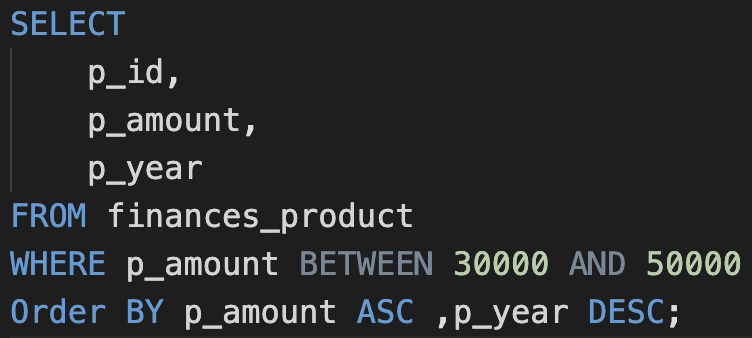 SELECT
    p_id,
    p_amount,
    p_year
FROM finances_product
WHERE p_amount BETWEEN 30000 AND 50000
Order BY p_amount ASC ,p_year DESC;